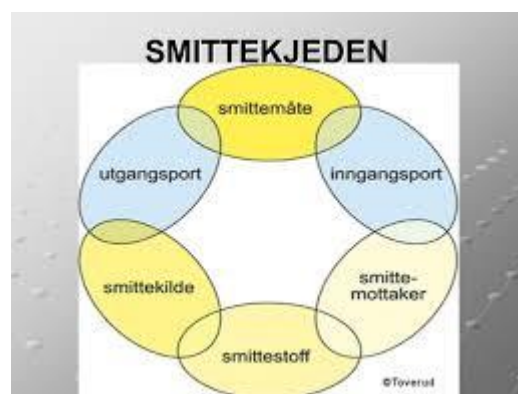 SMITTEKJEDEN
smittemåte
utgangsport
inngangsport
smittekilde
smitte-
mottaker
smittestoff
©Toverud